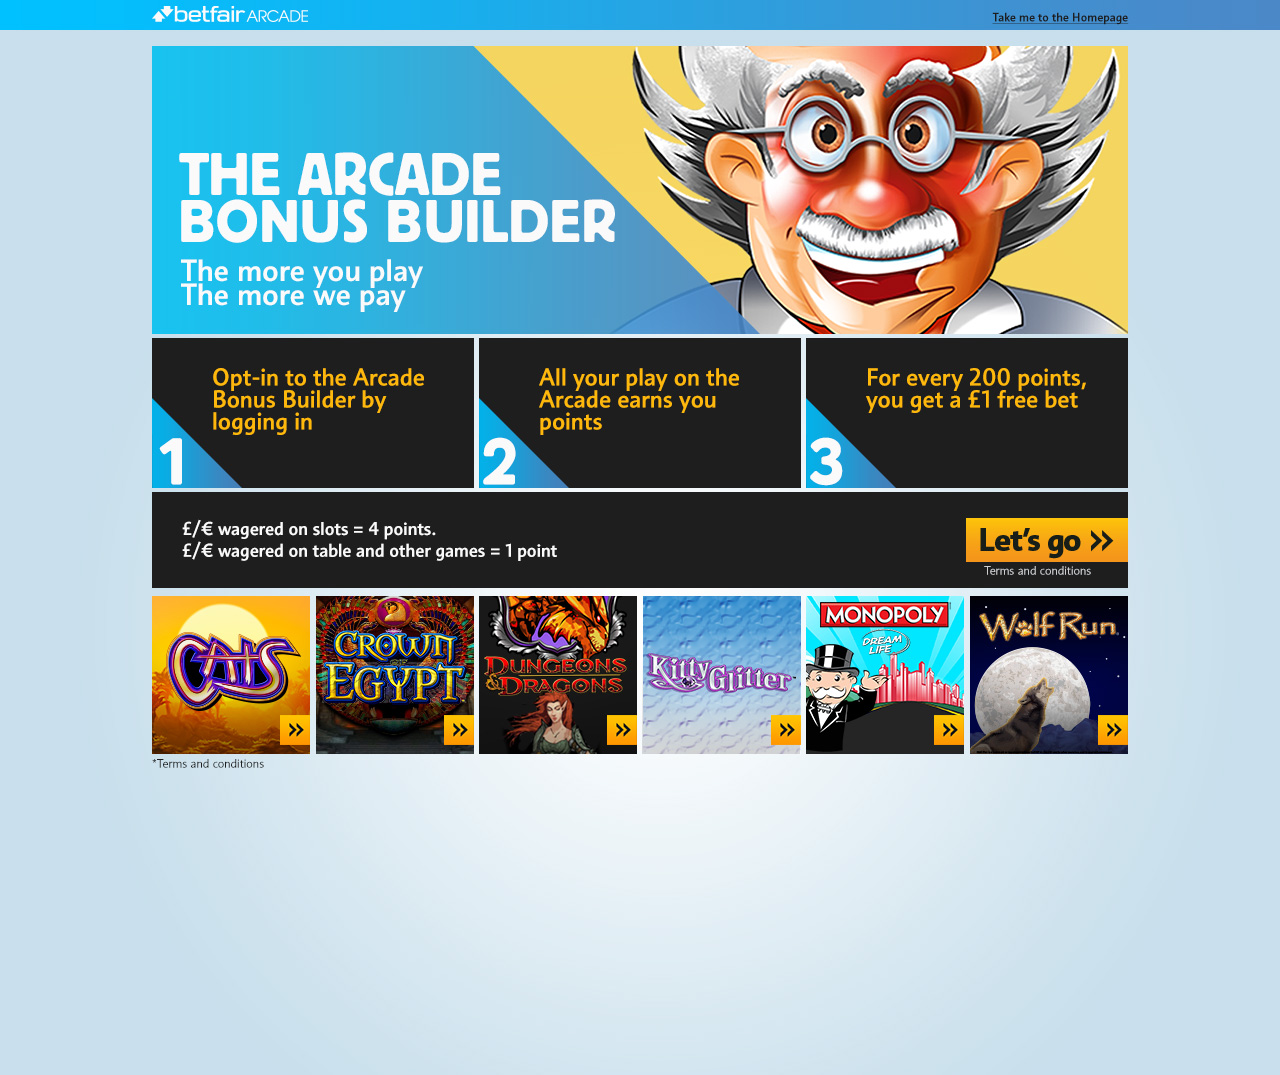 betfair ARCADE
Take me to the Homepage
THE ARCADE
BONUS BUILDER
The more you play
The more we pay
Opt-in to the Arcade
Bonus Builder by
logging in
1
All your play on the
Arcade earns you
points
2
For every 200 points,
you get a £1 free bet
3
£/€ wagered on slots = 4 points.
£/€ wagered on table and other games = 1 point
Let's go »
Terms and conditions
CATS
CROWN
OF
EGYPT
DUNGEONS
& DRAGONS
Kitty Glitter
MONOPOLY
DREAM
LIFE
Wolf Run
*Terms and conditions